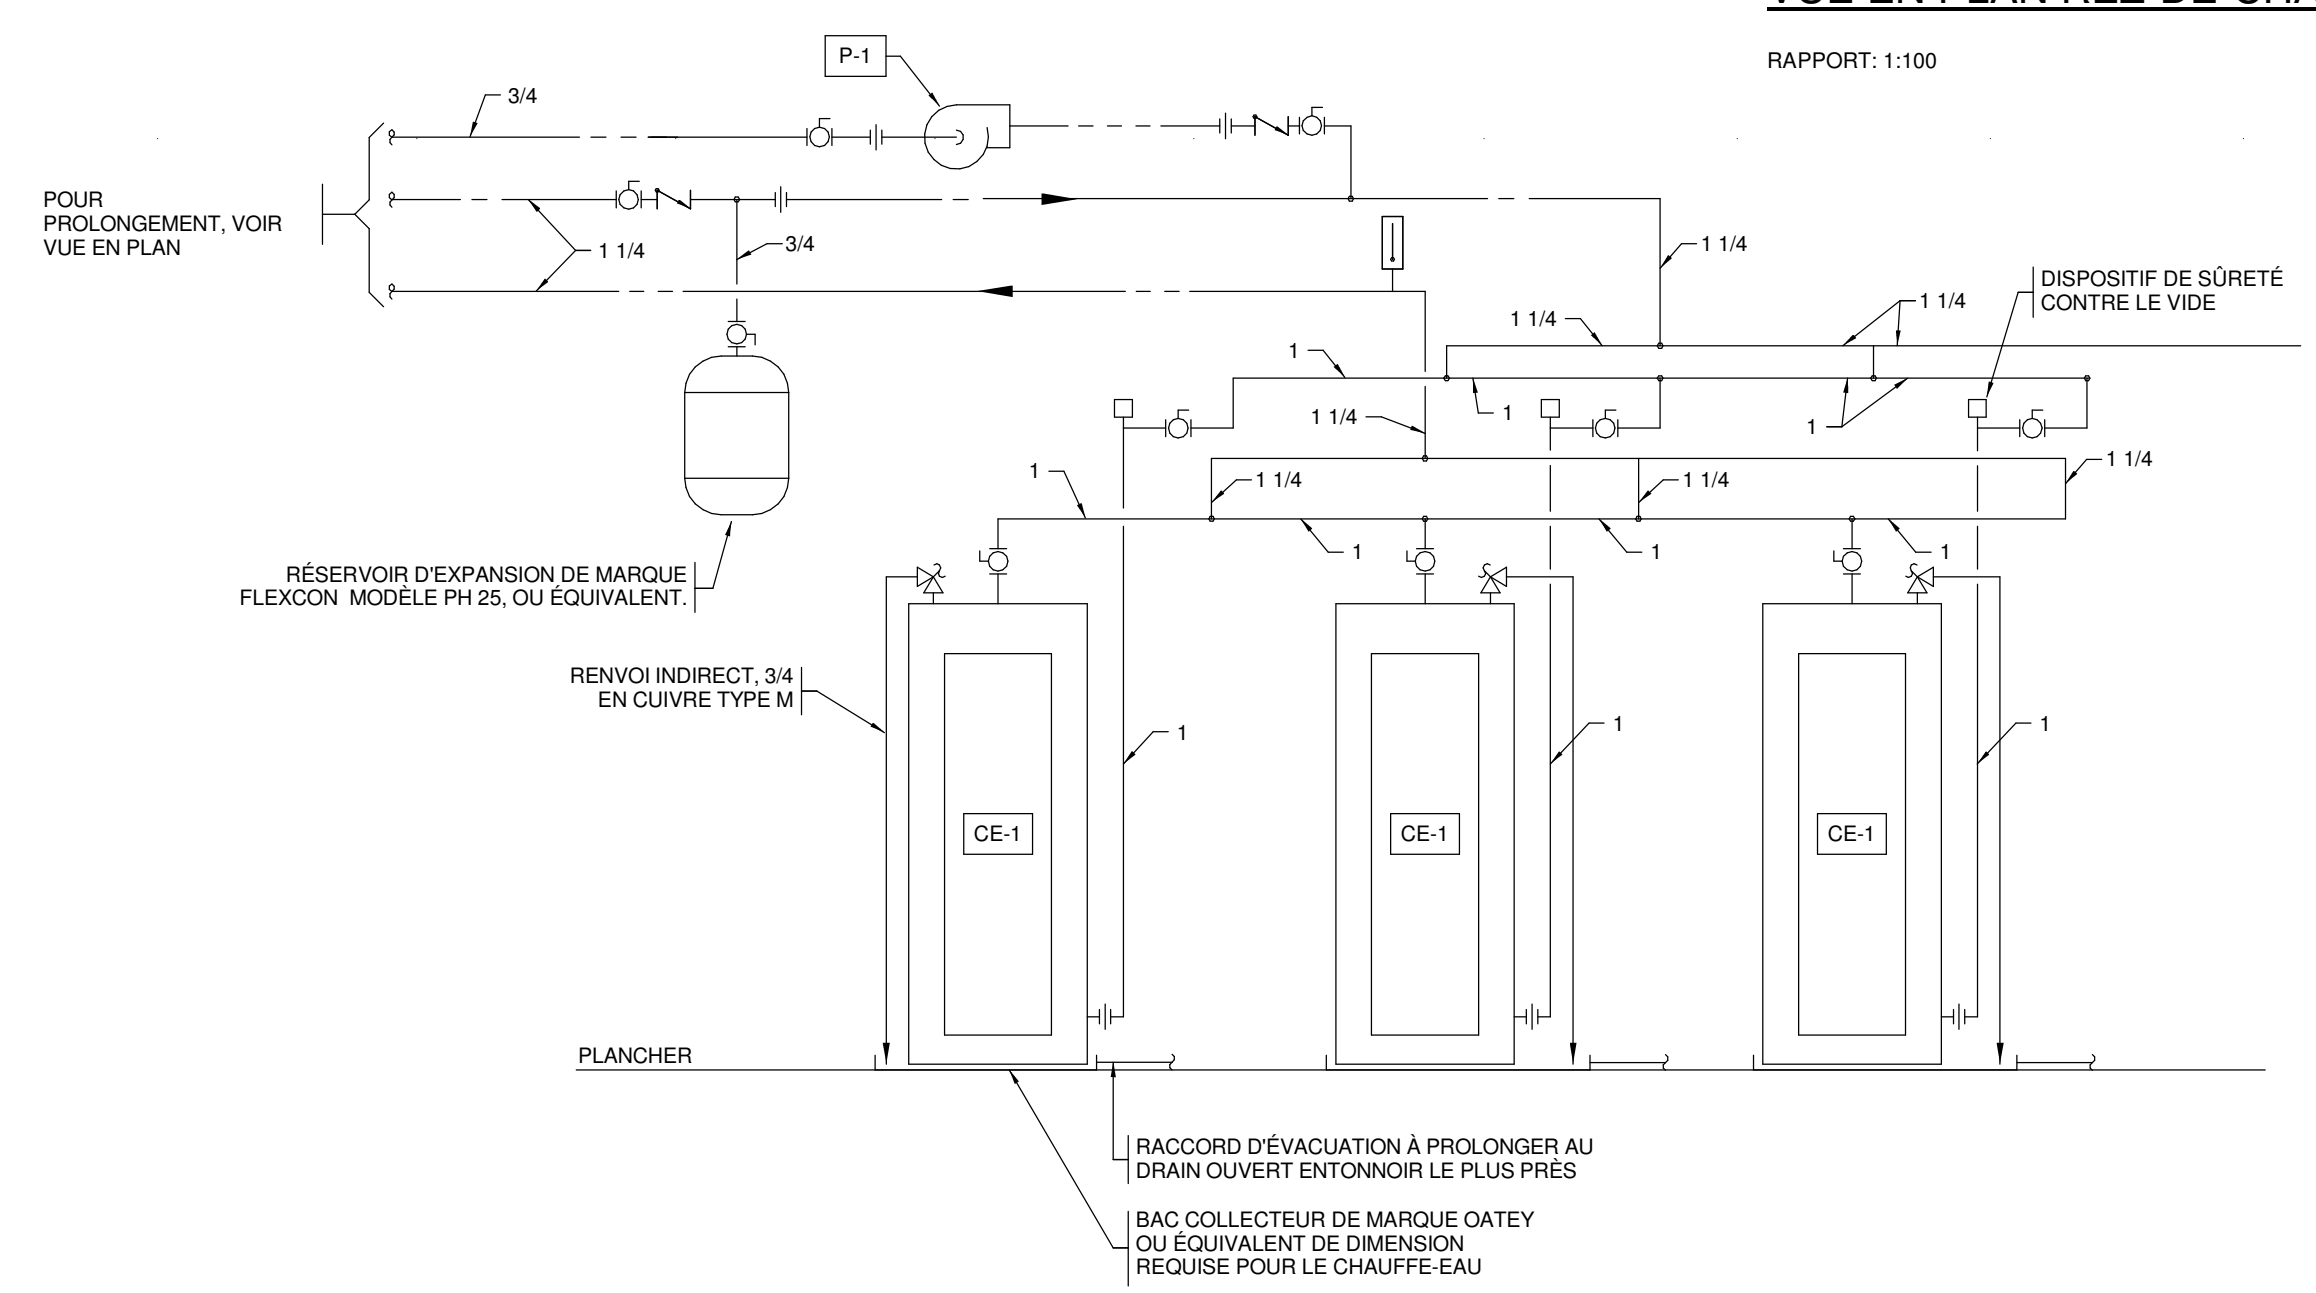 RAPPORT: 1:100
P-1
3/4
POUR
PROLONGEMENT, VOIR
VUE EN PLAN
1 1/4
3/4
1 1/4
DISPOSITIF DE SÛRETÉ
CONTRE LE VIDE
1 1/4
1 1/4
1
1
1 1/4
1
1 1/4
1
1 1/4
1 1/4
1
1
1
RÉSERVOIR D'EXPANSION DE MARQUE
FLEXCON MODÈLE PH 25, OU ÉQUIVALENT.
RENVOI INDIRECT, 3/4
EN CUIVRE TYPE M
1
1
1
CE-1
CE-1
CE-1
PLANCHER
RACCORD D'ÉVACUATION À PROLONGER AU
DRAIN OUVERT ENTONNOIR LE PLUS PRÈS
BAC COLLECTEUR DE MARQUE OATEY
OU ÉQUIVALENT DE DIMENSION
REQUISE POUR LE CHAUFFE-EAU